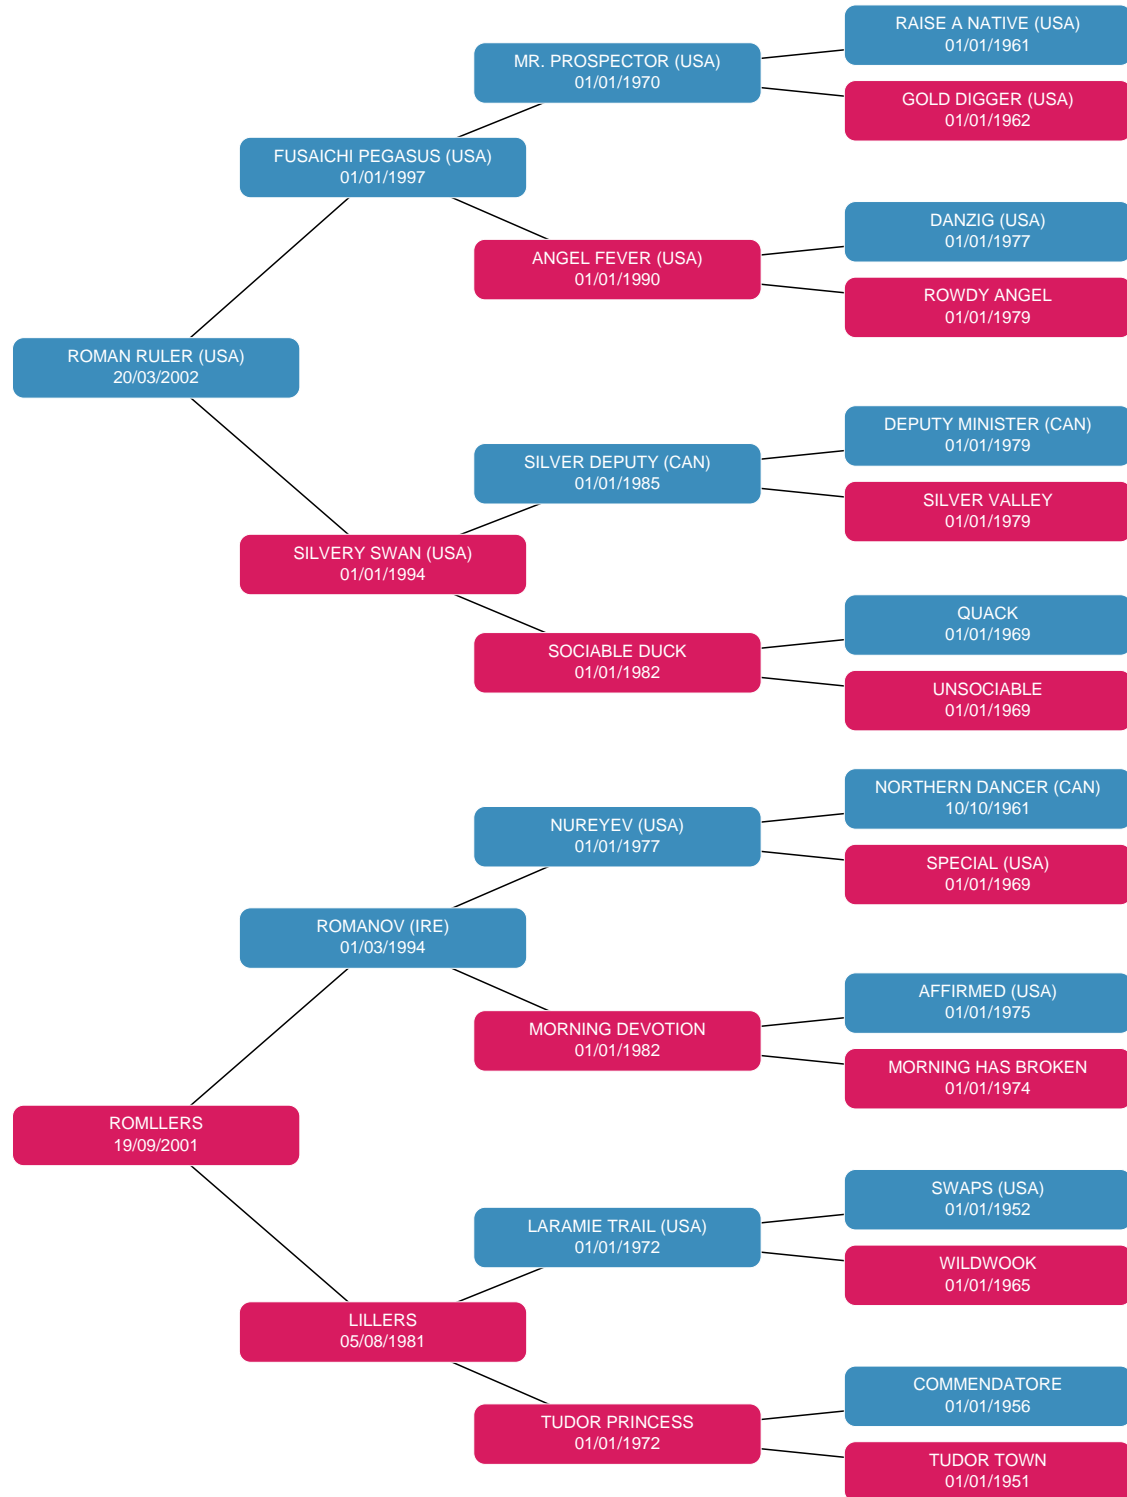 RAISE A NATIVE (USA)
01/01/1961
MR. PROSPECTOR (USA)
01/01/1970
GOLD DIGGER (USA)
01/01/1962
FUSAICHI PEGASUS (USA)
01/01/1997
DANZIG (USA)
01/01/1977
ANGEL FEVER (USA)
01/01/1990
ROWDY ANGEL
01/01/1979
ROMAN RULER (USA)
20/03/2002
DEPUTY MINISTER (CAN)
01/01/1979
SILVER DEPUTY (CAN)
01/01/1985
SILVER VALLEY
01/01/1979
SILVERY SWAN (USA)
01/01/1994
QUACK
01/01/1969
SOCIABLE DUCK
01/01/1982
UNSOCIABLE
01/01/1969
NORTHERN DANCER (CAN)
10/10/1961
NUREYEV (USA)
01/01/1977
SPECIAL (USA)
01/01/1969
ROMANOV (IRE)
01/03/1994
AFFIRMED (USA)
01/01/1975
MORNING DEVOTION
01/01/1982
MORNING HAS BROKEN
01/01/1974
ROMLLERS
19/09/2001
SWAPS (USA)
01/01/1952
LARAMIE TRAIL (USA)
01/01/1972
WILDWOOK
01/01/1965
LILLERS
05/08/1981
COMMENDATORE
01/01/1956
TUDOR PRINCESS
01/01/1972
TUDOR TOWN
01/01/1951